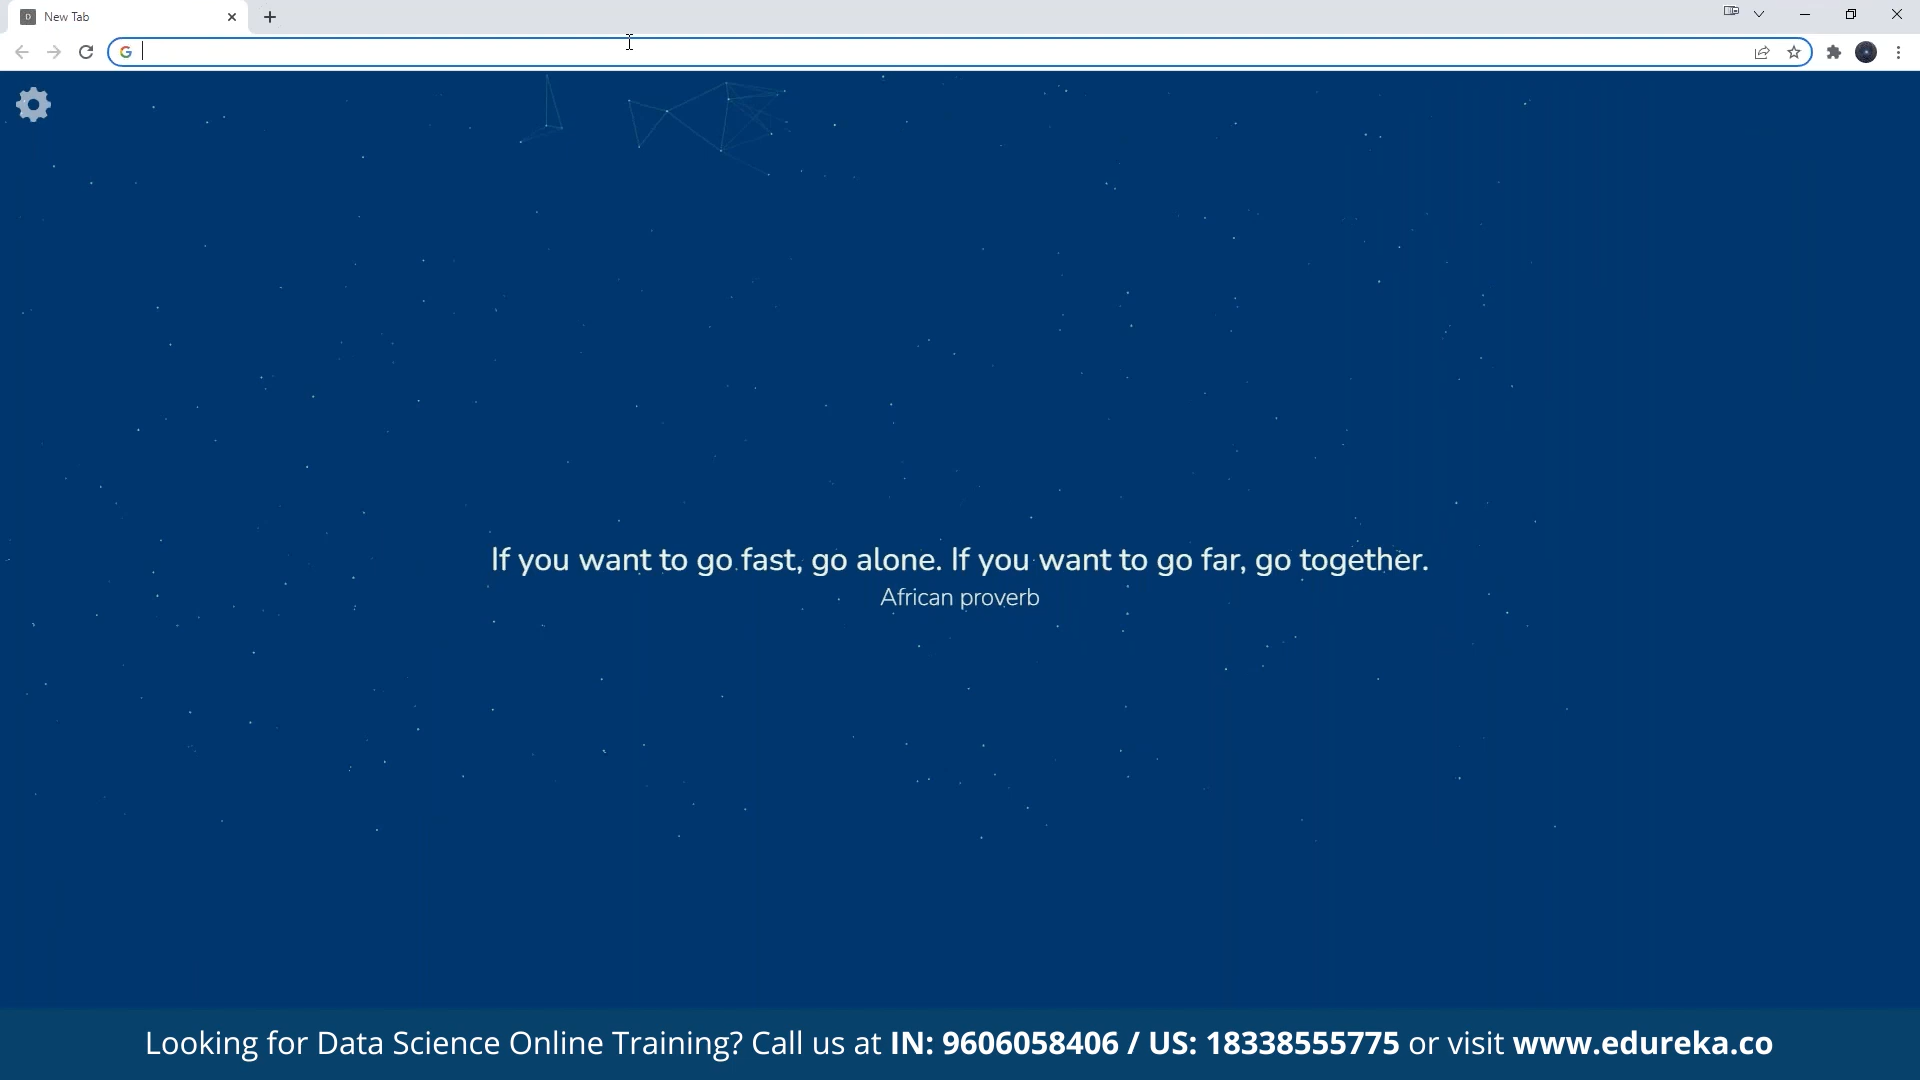 New Tab
If you want to go fast, go alone. If you want to go far, go together.
African proverb
Looking for Data Science Online Training? Call us at IN: 9606058406 / US: 18338555775 or visit www.edureka.co